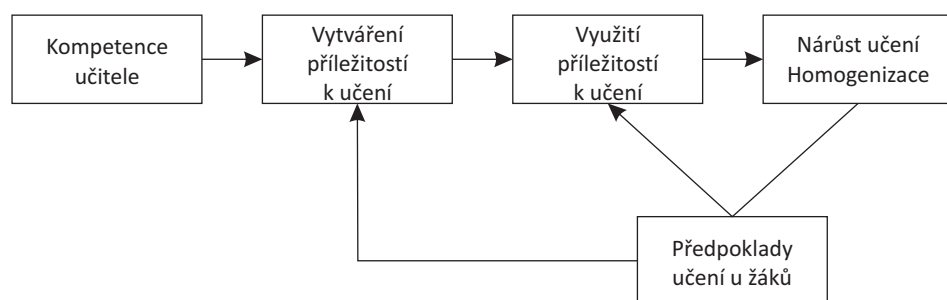 Kompetence
učitele
Vytváření
příležitostí
k učení
Využití
příležitostí
k učení
Nárůst učení
Homogenizace
Předpoklady
učení u žáků